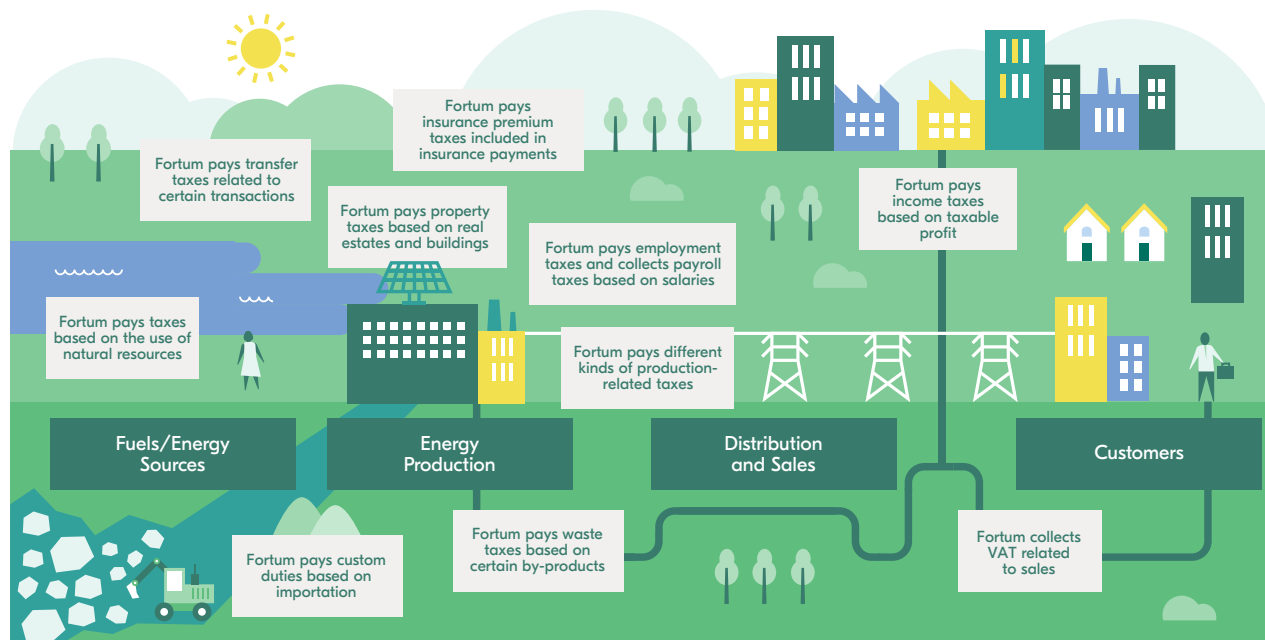 Fortum pays
insurance premium
taxes included in
insurance payments
Fortum pays transfer
taxes related to
certain transactions
Fortum pays
income taxes
based on taxable
profit
Fortum pays property
taxes based on real
estates and buildings
Fortum pays employment
taxes and collects payroll
taxes based on salaries
Fortum pays taxes
based on the use of
natural resources
Fortum pays different
kinds of production-
related taxes
Fuels/Energy
Sources
Energy
Production
Distribution
and Sales
Customers
Fortum pays waste
taxes based on
certain by-products
Fortum collects
VAT related
to sales
Fortum pays custom
duties based on
importation